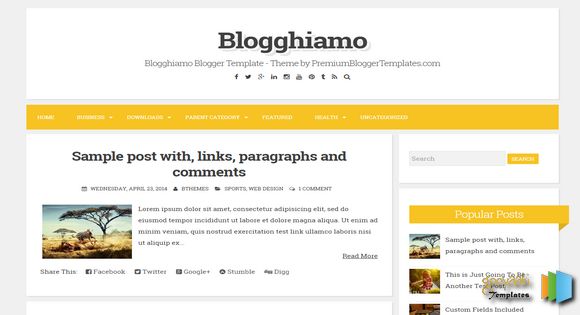 Blogghiamo
Blogghiamo Blogger Template - Theme by PremiumBloggerTemplates.com
HOME BUSINESS DOWNLOADS PARENT CATEGORY FEATURED HEALTH UNCATEGORIZED
Sample post with, links, paragraphs and
comments
WEDNESDAY, APRIL 23, 2014 BTHEMES SPORTS, WEB DESIGN 1 COMMENT
Lorem ipsum dolor sit amet, consectetur adipisicing elit, sed do
eiusmod tempor incididunt ut labore et dolore magna aliqua. Ut enim ad
minim veniam, quis nostrud exercitation test link ullamco laboris nisi
ut aliquip ex...
Read More
Share This: Facebook Twitter Google+ Stumble Digg
Search SEARCH
Popular Posts
Sample post with, links,
paragraphs and comments
This is Just Going To Be
Another Test Post
Custom Fields Included
Templates